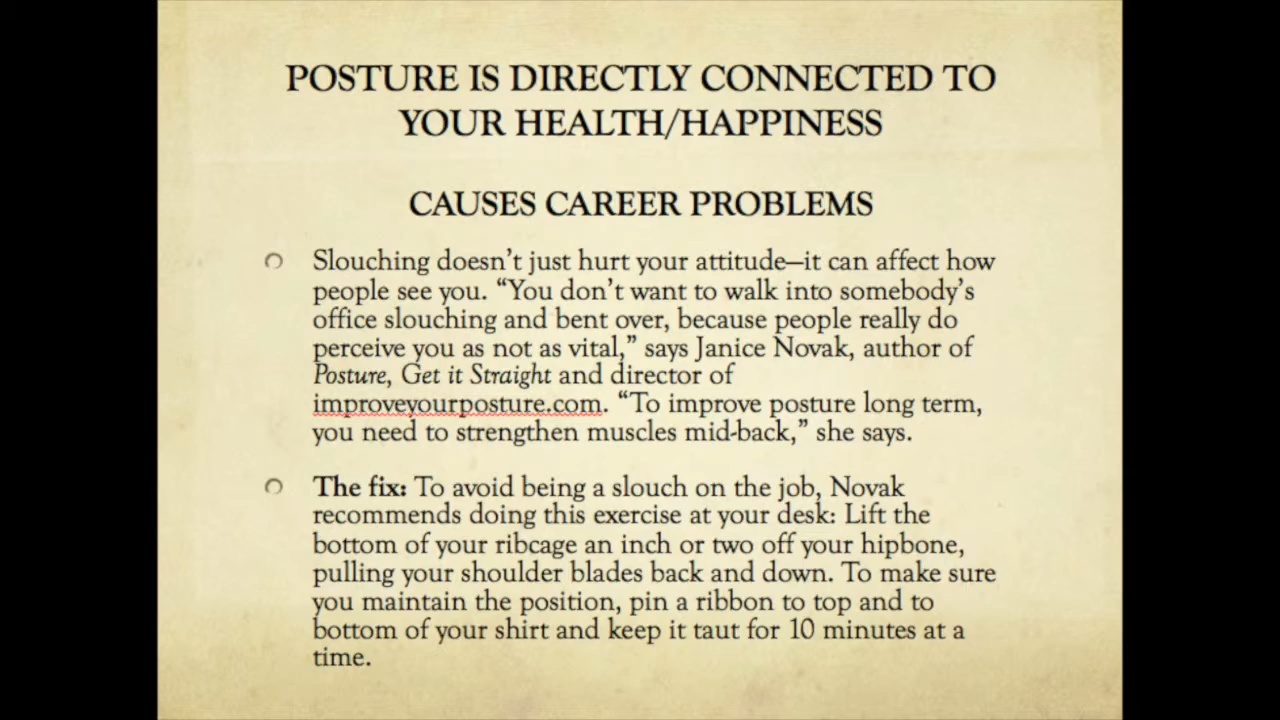 POSTURE IS DIRECTLY CONNECTED TO
YOUR HEALTH/HAPPINESS
CAUSES CAREER PROBLEMS
Slouching doesn’t just hurt your attitude—it can affect how
people see you. “You don’t want to walk into somebody’s
office slouching and bent over, because people really do
perceive you as not as vital,” says Janice Novak, author of
Posture, Get it Straight and director of
improveyourposture.com. “To improve posture long term,
you need to strengthen muscles mid-back,” she says.
The fix: To avoid being a slouch on the job, Novak
recommends doing this exercise at your desk: Lift the
bottom of your ribcage an inch or two off your hipbone,
pulling your shoulder blades back and down. To make sure
you maintain the position, pin a ribbon to top and to
bottom of your shirt and keep it taut for 10 minutes at a
time.